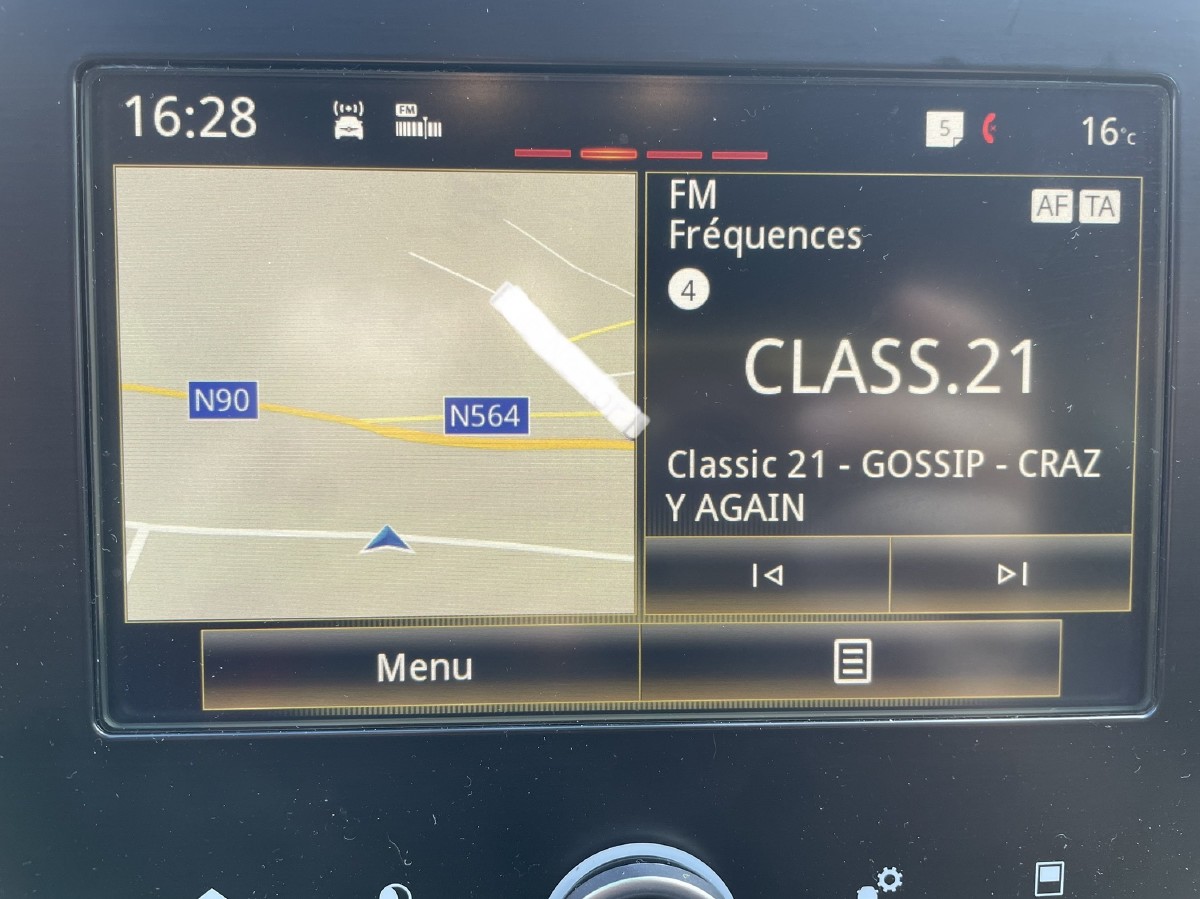 16:28
FM
5
16°C
FM
Fréquences
AF TA
4
CLASS.21
Classic 21 - GOSSIP - CRAZ
Y AGAIN
N90
N564
Menu